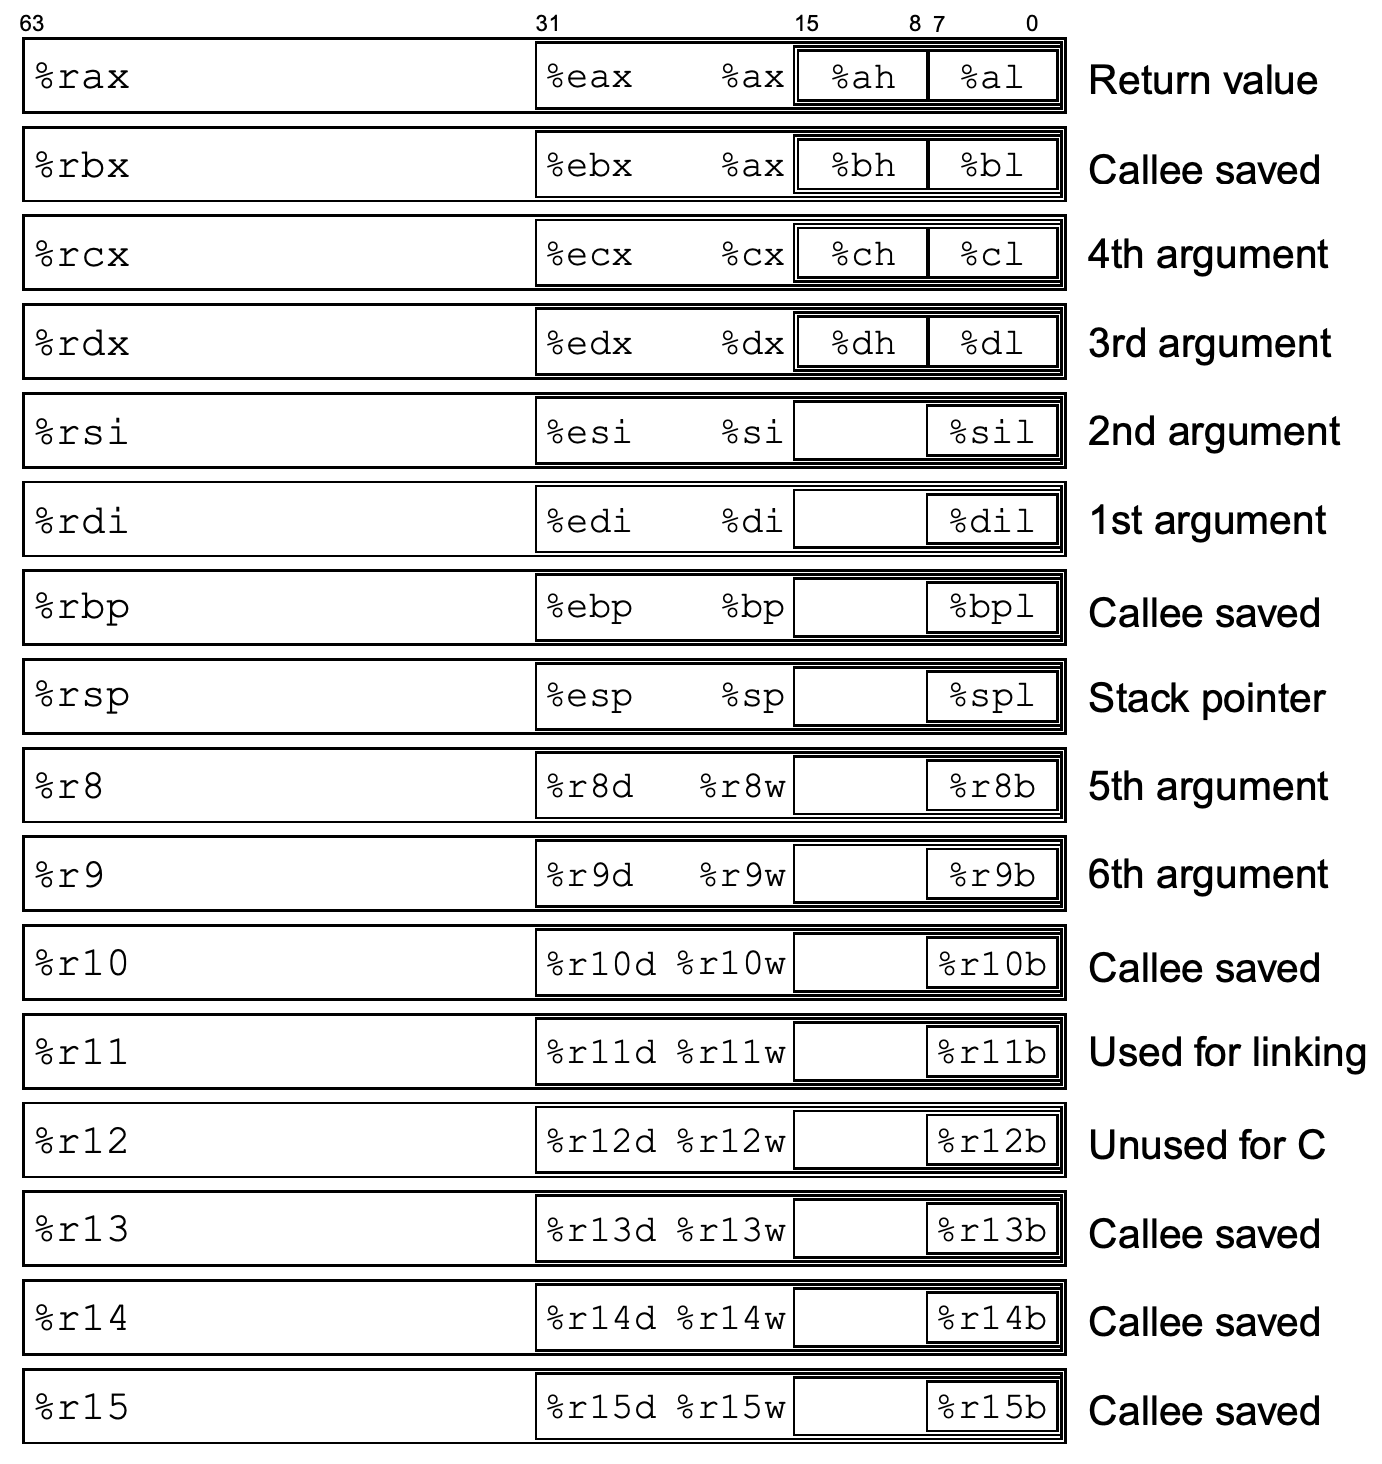 63 31 15 8 7 0
%rax %eax %ax %ah %al Return value
%rbx %ebx %ax %bh %bl Callee saved
%rcx %ecx %cx %ch %cl 4th argument
%rdx %edx %dx %dh %dl 3rd argument
%rsi %esi %si %sil 2nd argument
%rdi %edi %di %dil 1st argument
%rbp %ebp %bp %bpl Callee saved
%rsp %esp %sp %spl Stack pointer
%r8 %r8d %r8w %r8b 5th argument
%r9 %r9d %r9w %r9b 6th argument
%r10 %r10d %r10w %r10b Callee saved
%r11 %r11d %r11w %r11b Used for linking
%r12 %r12d %r12w %r12b Unused for C
%r13 %r13d %r13w %r13b Callee saved
%r14 %r14d %r14w %r14b Callee saved
%r15 %r15d %r15w %r15b Callee saved